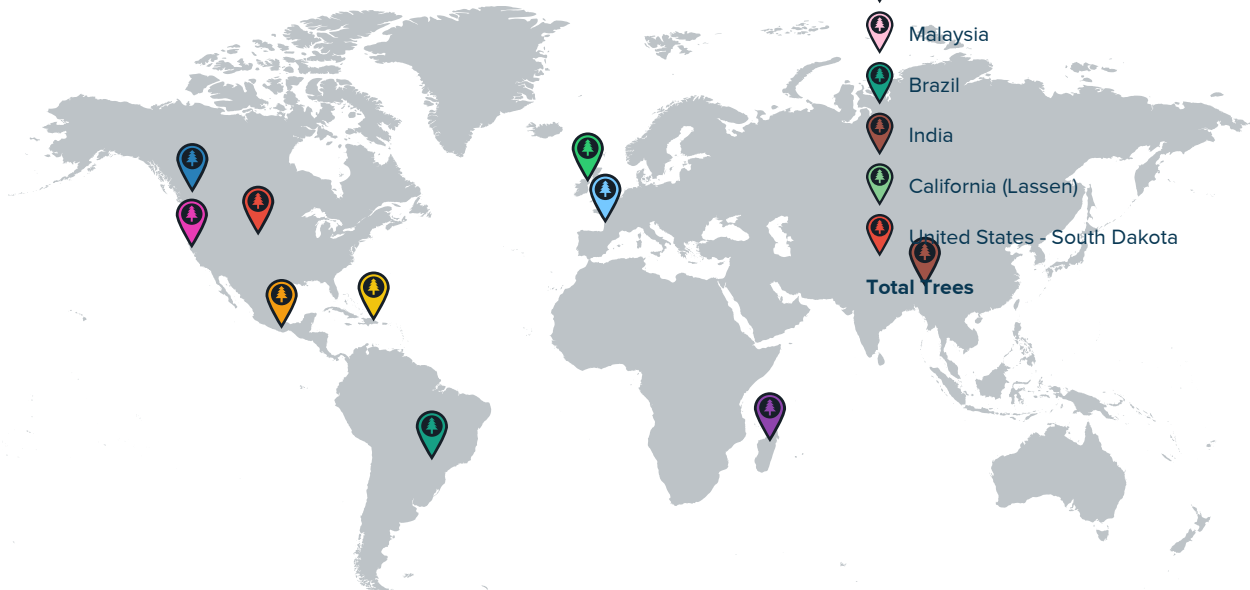 Malaysia
Brazil
India
California (Lassen)
United States - South Dakota
Total Trees